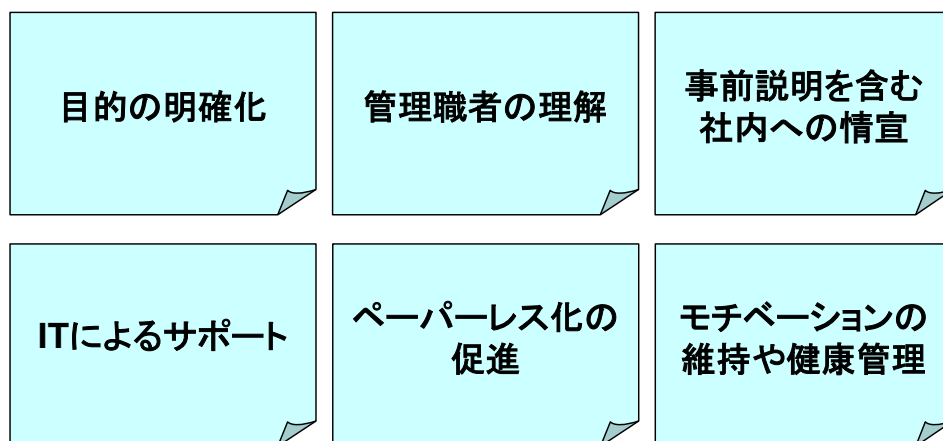 目的の明確化
管理職者の理解
事前説明を含む
社内への情宣
ITによるサポート
ペーパーレス化の
促進
モチベーションの
維持や健康管理